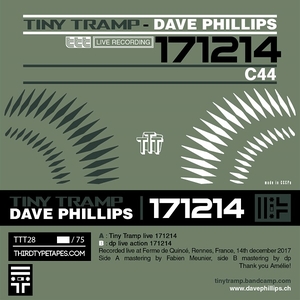 TINY TRAMP - DAVE PHILLIPS
LIVE RECORDING
171214
C44
TTT
made in CCCPs
TINY TRAMP
DAVE PHILLIPS | 171214
TTT28 /75
THIRDTYPETAPES.COM
A : Tiny Tramp live 171214
B : dp live action 171214
Recorded live at Ferme de Quincé, Rennes, France, 14th december 2017
Side A mastering by Fabien Meunier, side B mastering by dp
Thank you Amélie!
tinytramp.bandcamp.com
www.davephillips.ch